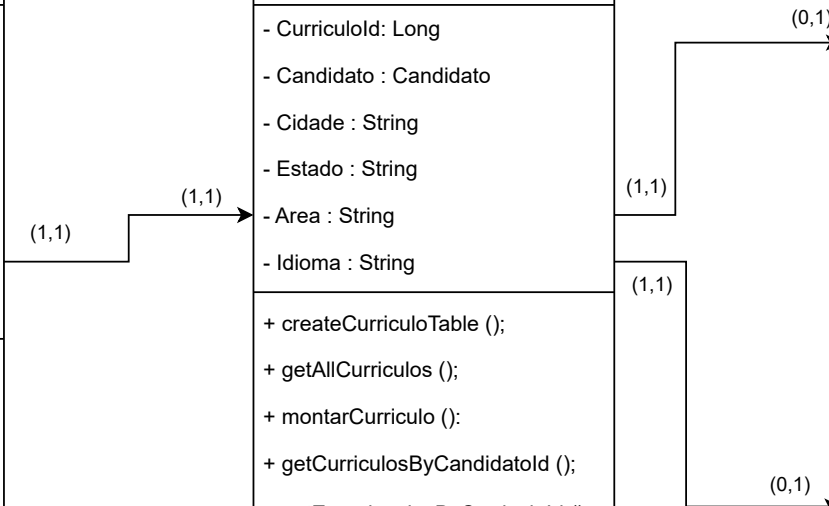 (0,1)
- CurriculoId: Long
- Candidato : Candidato
- Cidade : String
- Estado : String
(1,1)
(1,1)
- Area : String
(1,1)
- Idioma : String
(1,1)
+ createCurriculoTable ();
+ getAllCurriculos ();
+ montarCurriculo ():
+ getCurriculosByCandidatoId ();
(0,1)